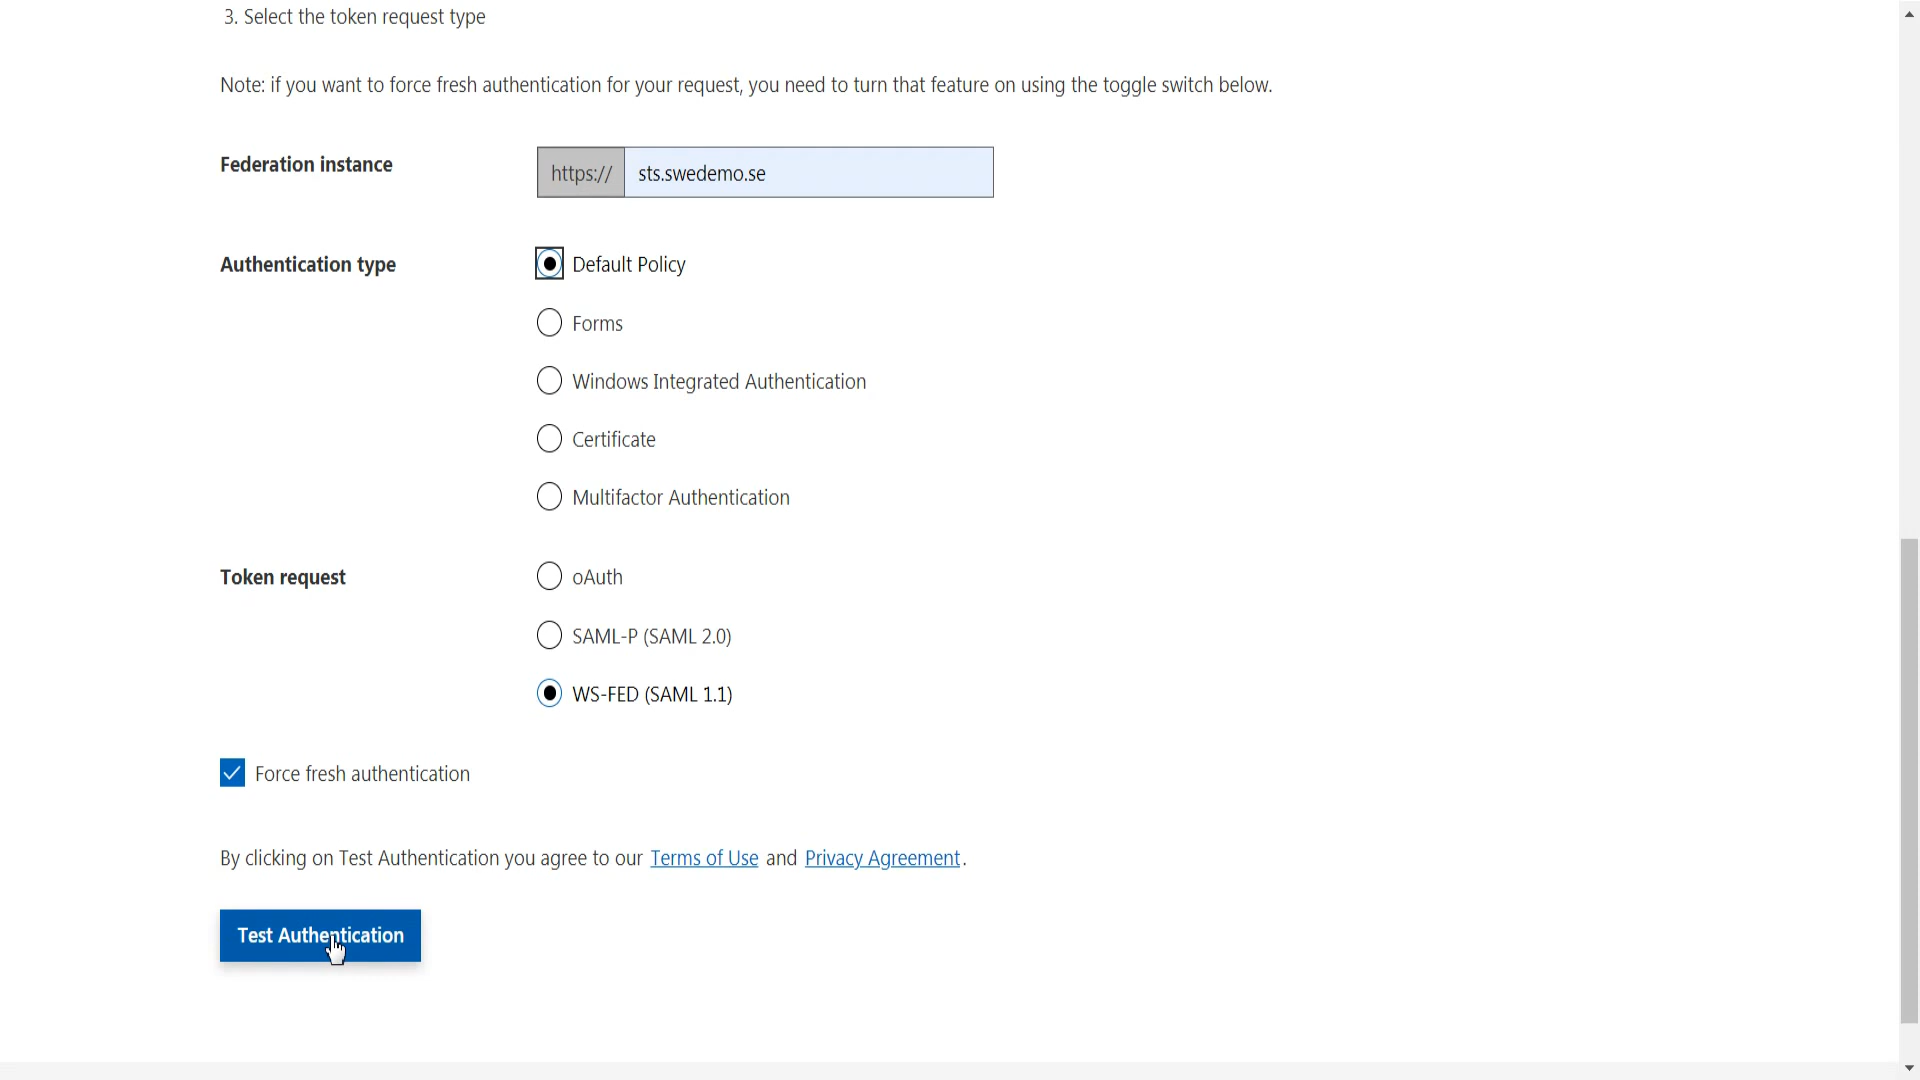 3. Select the token request type
Note: if you want to force fresh authentication for your request, you need to turn that feature on using the toggle switch below.
Federation instance
https:// sts.swedemo.se
Authentication type
Default Policy
Forms
Windows Integrated Authentication
Certificate
Multifactor Authentication
Token request
oAuth
SAML-P (SAML 2.0)
WS-FED (SAML 1.1)
Force fresh authentication
By clicking on Test Authentication you agree to our Terms of Use and Privacy Agreement.
Test Authentication